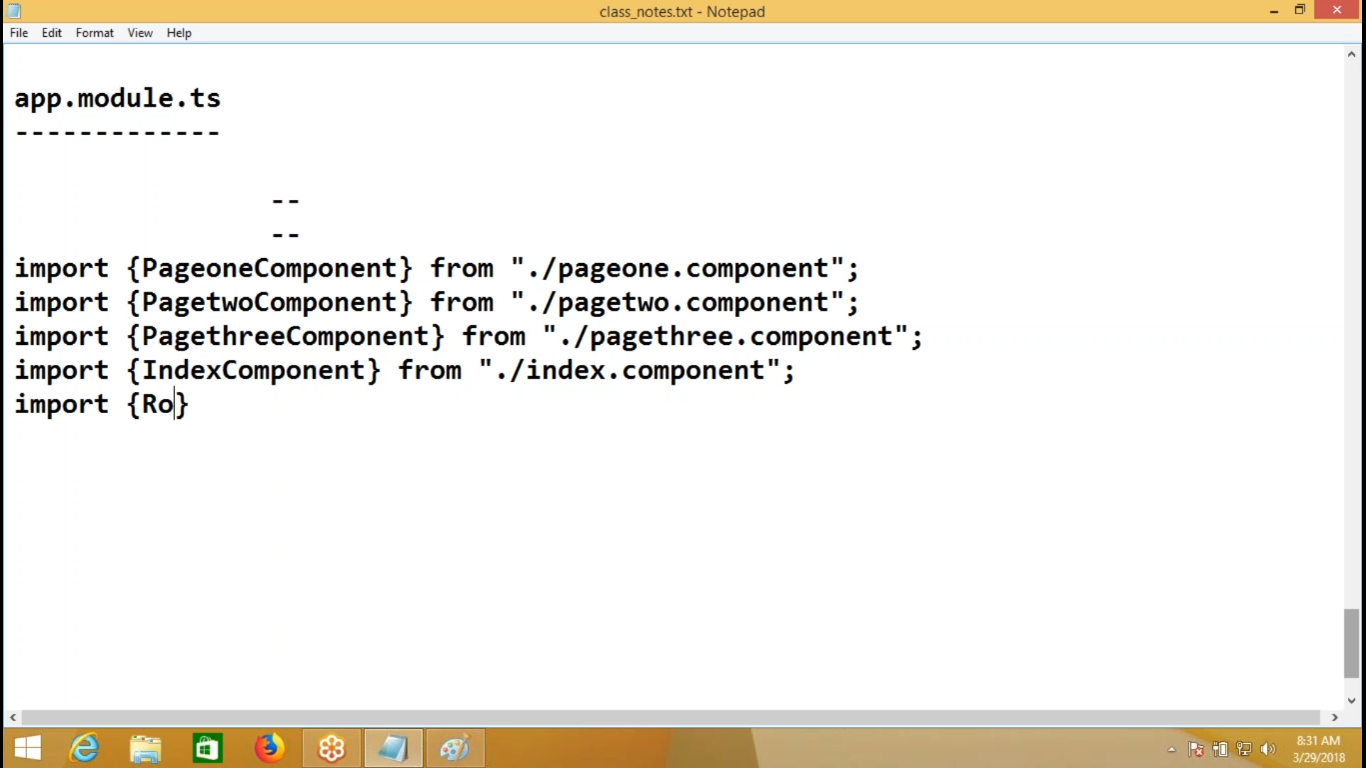 class_notes.txt - Notepad
File Edit Format View Help
app.module.ts
-------------
--
--
import {PageoneComponent} from "./pageone.component";
import {PagetwoComponent} from "./pagetwo.component";
import {PagethreeComponent} from "./pagethree.component";
import {IndexComponent} from "./index.component";
import {Ro}
8:31 AM
3/29/2018